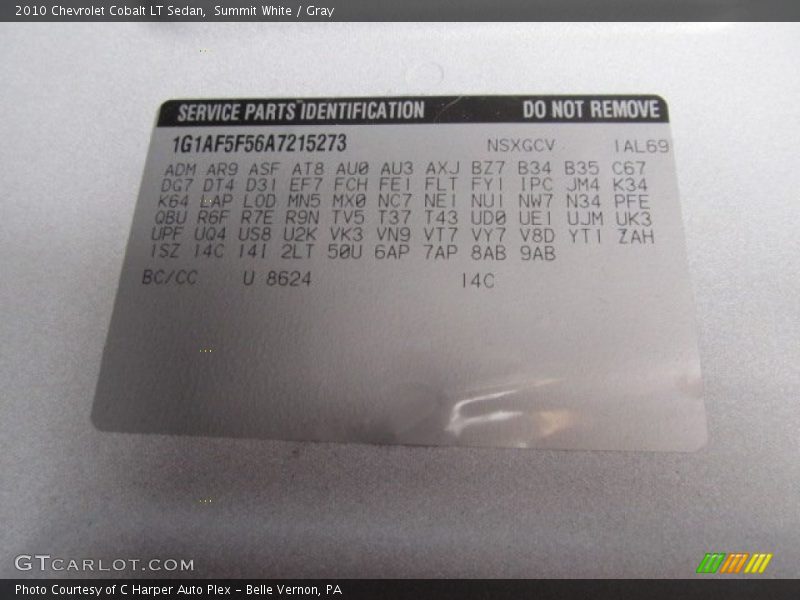 2010 Chevrolet Cobalt LT Sedan, Summit White / Gray
SERVICE PARTS IDENTIFICATION DO NOT REMOVE
1G1AF5F56A7215273 NSXGCV 1AL69
ADM AR9 ASF AT8 AU0 AU3 AXJ BZ7 B34 B35 C67
DG7 DT4 D31 EF7 FCH FE1 FLT FY1 IPC JM4 K34
K64 LAP LOD MN5 MX0 NC7 NE1 NU1 NW7 N34 PFE
QBU R6F R7E R9N TV5 T37 T43 UD0 UE1 UJM UK3
UPF UQ4 US8 U2K VK3 VN9 VT7 VY7 V8D YT1 ZAH
1SZ 14C 14I 2LT 50U 6AP 7AP 8AB 9AB
BC/CC U 8624 14C
GTCARLOT.COM
Photo Courtesy of C Harper Auto Plex - Belle Vernon, PA